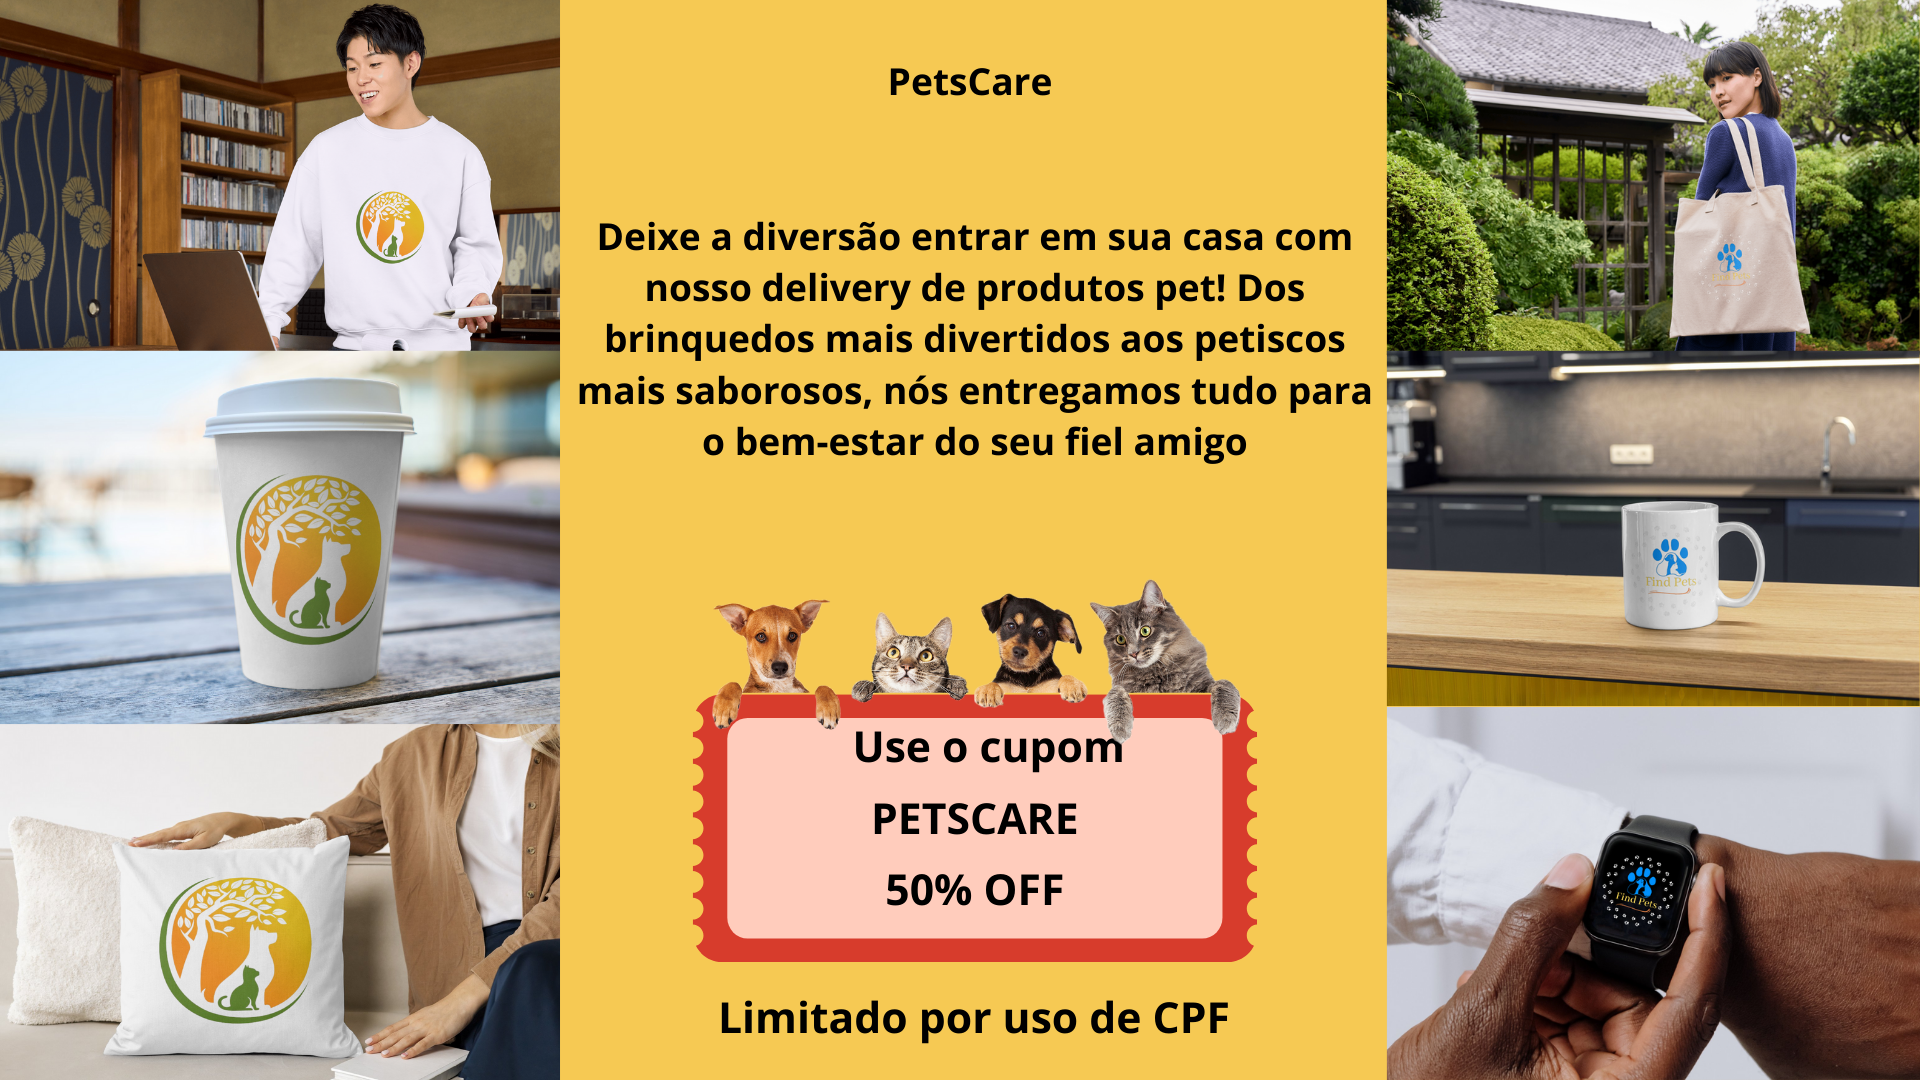 PetsCare
Deixe a diversão entrar em sua casa com
nosso delivery de produtos pet! Dos
brinquedos mais divertidos aos petiscos
mais saborosos, nós entregamos tudo para
o bem-estar do seu fiel amigo
Use o cupom
PETSCARE
50% OFF
Limitado por uso de CPF
Find Pets
Find Pets